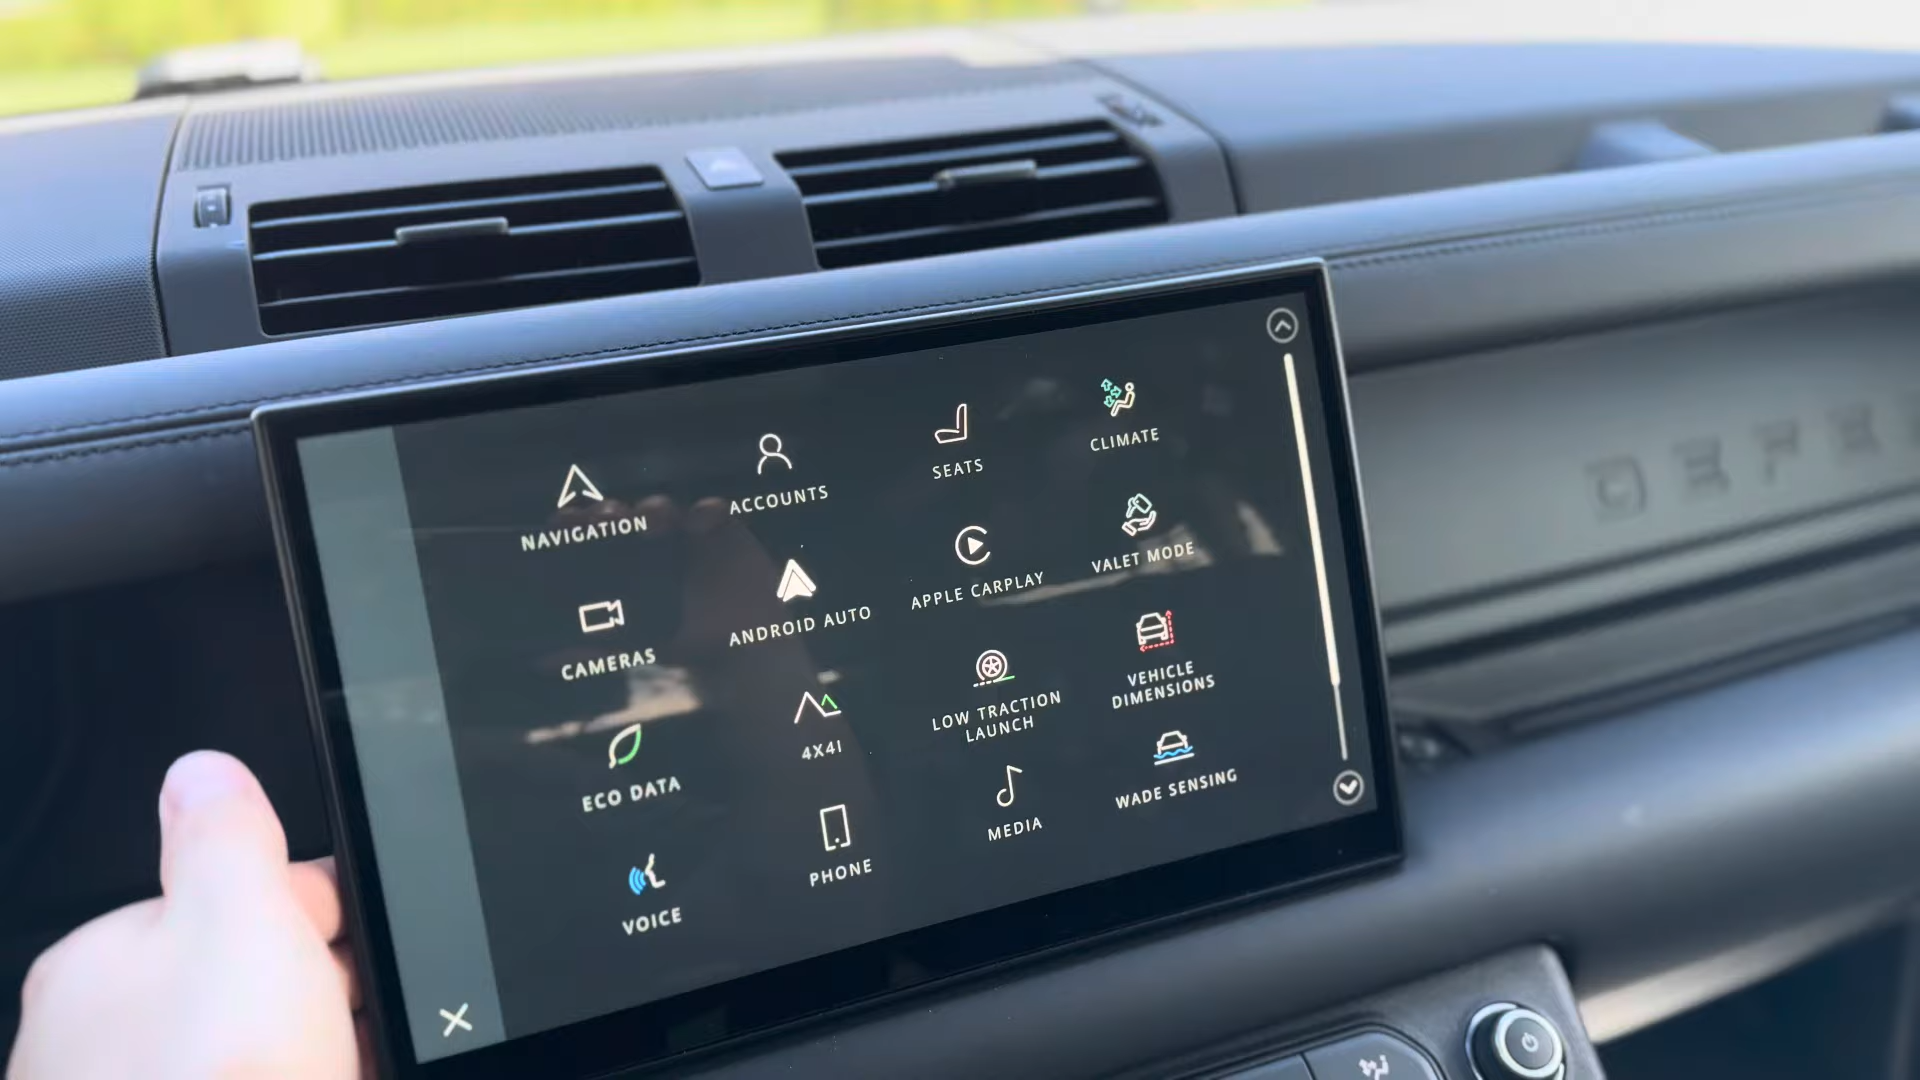 NAVIGATION
ACCOUNTS
SEATS
CLIMATE
CAMERAS
ANDROID AUTO
APPLE CARPLAY
VALET MODE
ECO DATA
4X4I
LOW TRACTION
LAUNCH
VEHICLE
DIMENSIONS
VOICE
PHONE
MEDIA
WADE SENSING
DEFE